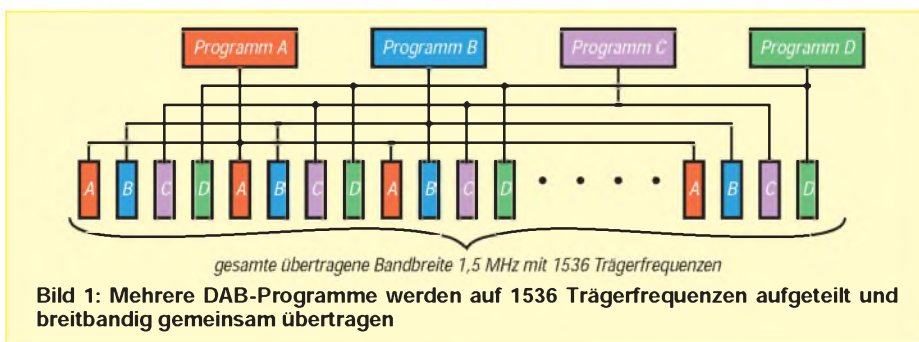 Programm A Programm B Programm C Programm D
A B C D A B C D A B C D A B C D
gesamte übertragene Bandbreite 1,5 MHz mit 1536 Trägerfrequenzen
Bild 1: Mehrere DAB-Programme werden auf 1536 Trägerfrequenzen aufgeteilt und
breitbandig gemeinsam übertragen